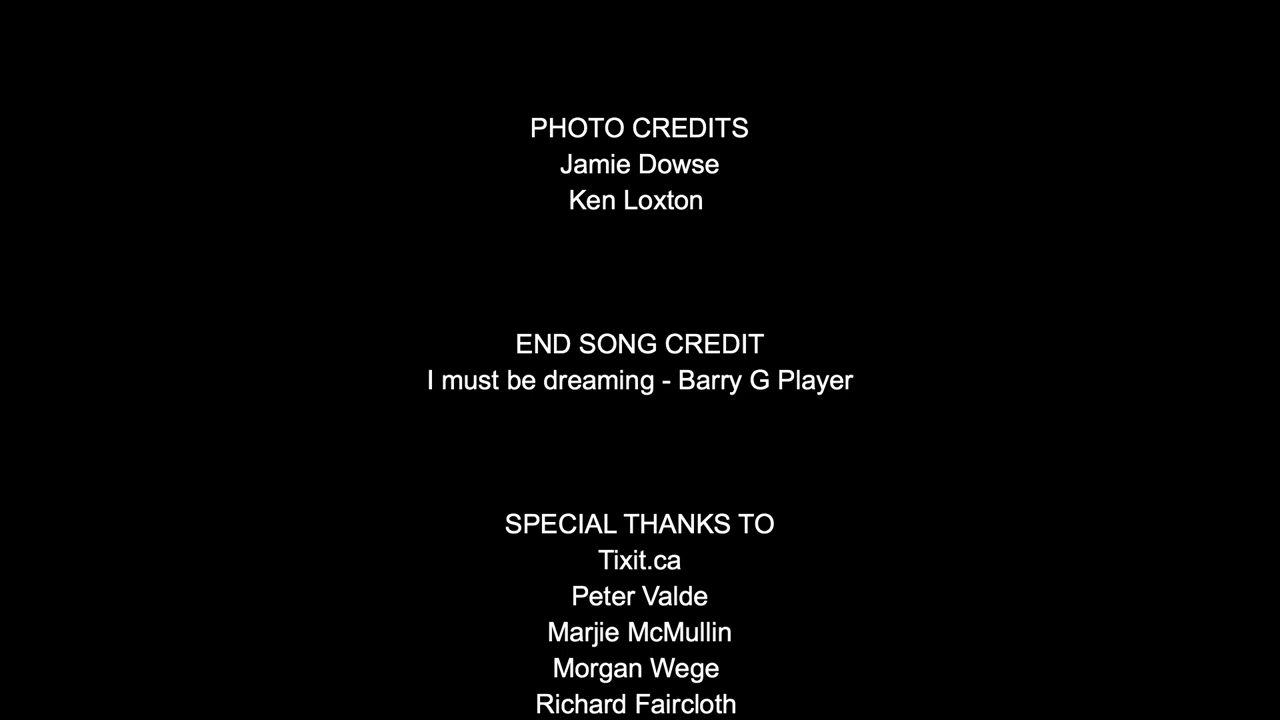 PHOTO CREDITS
Jamie Dowse
Ken Loxton
END SONG CREDIT
I must be dreaming - Barry G Player
SPECIAL THANKS TO
Tixit.ca
Peter Valde
Marjie McMullin
Morgan Wege
Richard Faircloth